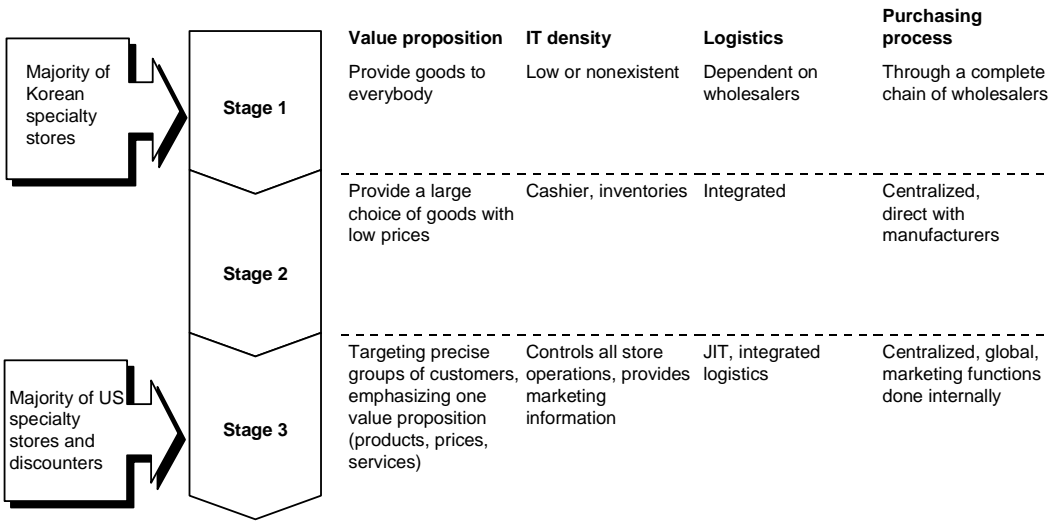 Value proposition
IT density
Logistics
Purchasing
process
Majority of
Korean
specialty
stores
Stage 1
Provide goods to
everybody
Low or nonexistent
Dependent on
wholesalers
Through a complete
chain of wholesalers
Stage 2
Provide a large
choice of goods with
low prices
Cashier, inventories
Integrated
Centralized,
direct with
manufacturers
Majority of US
specialty
stores and
discounters
Stage 3
Targeting precise
groups of customers,
emphasizing one
value proposition
(products, prices,
services)
Controls all store
operations, provides
marketing
information
JIT, integrated
logistics
Centralized, global,
marketing functions
done internally